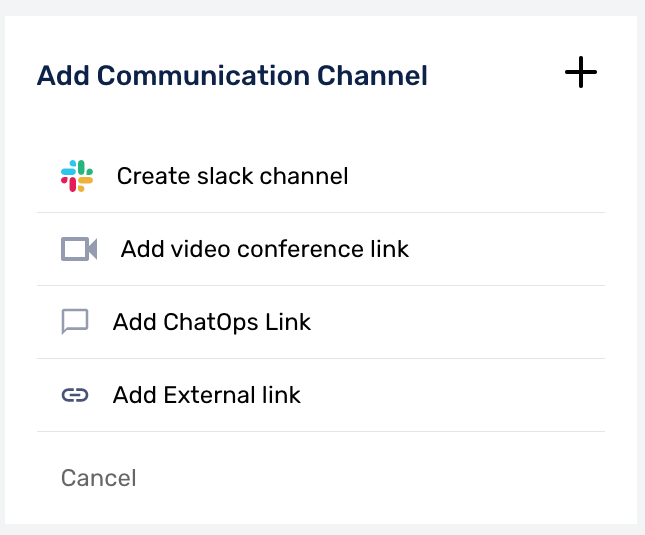 Add Communication Channel
Create slack channel
Add video conference link
Add ChatOps Link
Add External link
Cancel